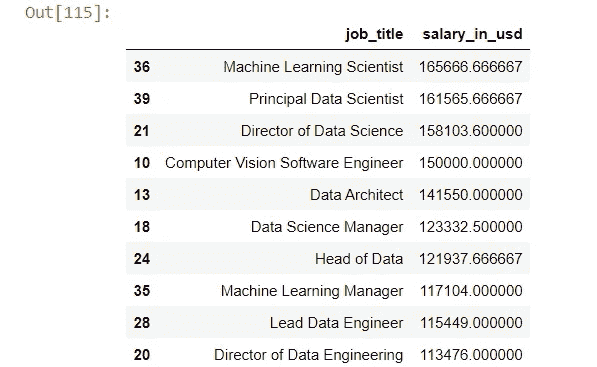 Out[115]:
job_title salary_in_usd
36 Machine Learning Scientist 165666.666667
39 Principal Data Scientist 161565.666667
21 Director of Data Science 158103.600000
10 Computer Vision Software Engineer 150000.000000
13 Data Architect 141550.000000
18 Data Science Manager 123332.500000
24 Head of Data 121937.666667
35 Machine Learning Manager 117104.000000
28 Lead Data Engineer 115449.000000
20 Director of Data Engineering 113476.000000